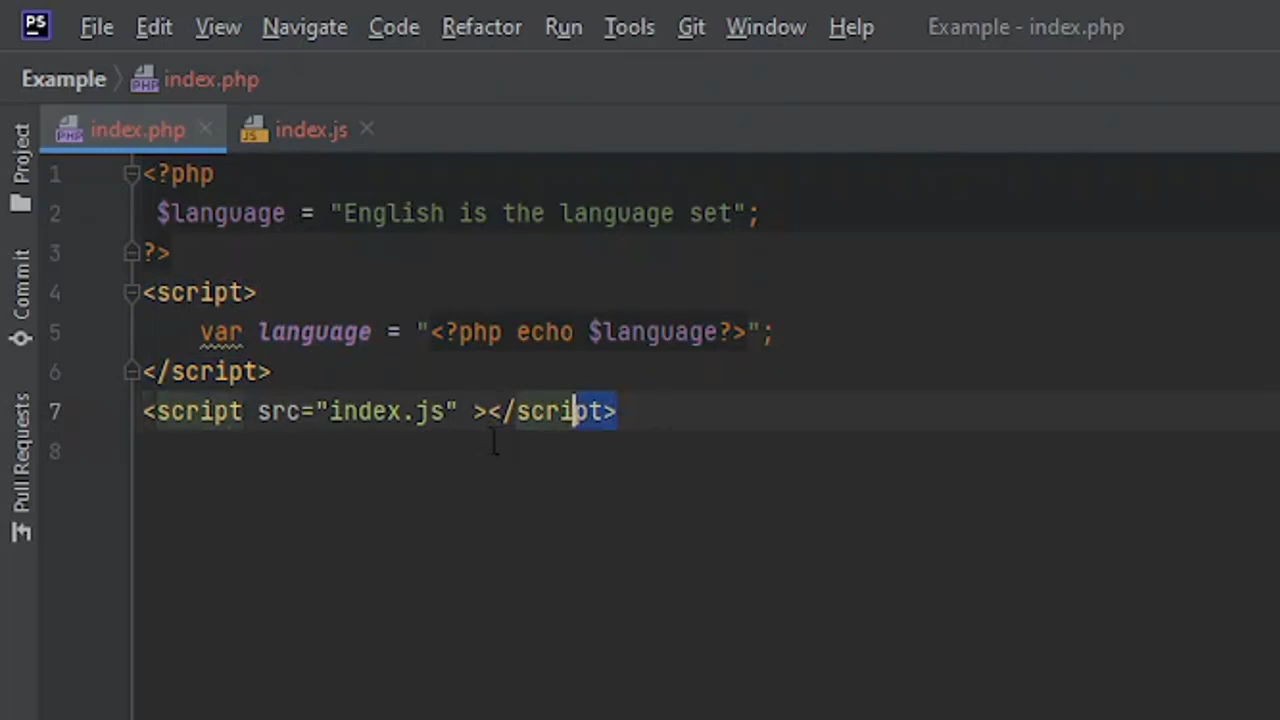 PS File Edit View Navigate Code Refactor Run Tools Git Window Help Example - index.php
Example index.php
index.php index.js
Project
Commit
Pull Requests
1 <?php
2 $language = "English is the language set";
3 ?>
4 <script>
5 var language = "<?php echo $language?>";
6 </script>
7 <script src="index.js" ></script>
8